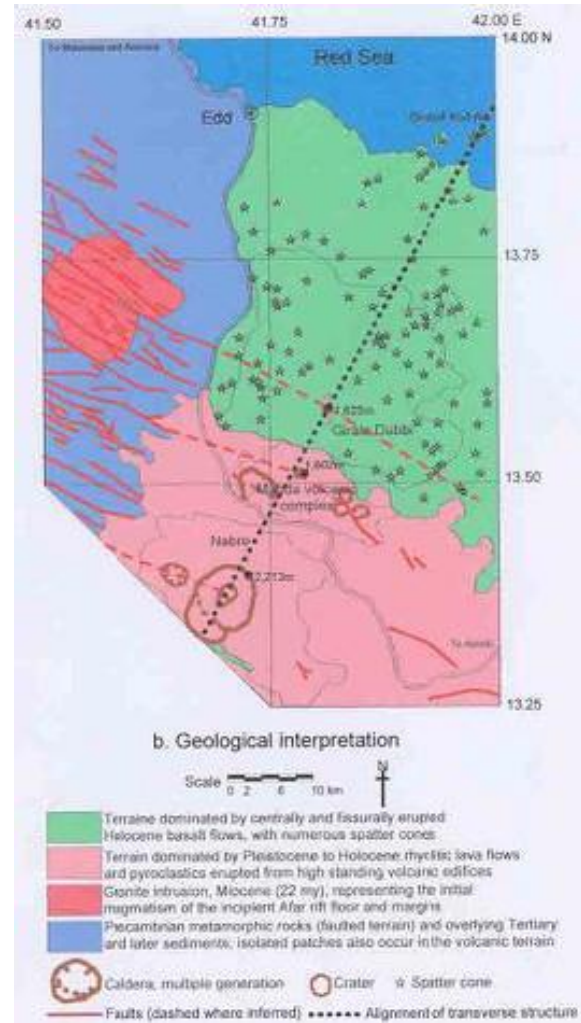 41.50 41.75 42.00 E
14.00 N
Red Sea
Edd
13.75
Girale Dubbi
13.50
Nabro
13.25
b. Geological interpretation
N
Scale 0 2 6 10 km
Terraine dominated by centrally and fissurally erupted
Holocene basalt flows, with numerous spatter cones
Terrain dominated by Pleistocene to Holocene rhyolitic lava flows
and pyroclastics erupted from high standing volcanic edifices
Granite intrusion, Miocene (22 my), representing the initial
magmatism of the incipient Afar rift floor and margins
Precambrian metamorphic rocks (faulted terrain) and overlying Tertiary
and later sediments, isolated patches also occur in the volcanic terrain
Caldera, multiple generation Crater Spatter cone
Faults (dashed where inferred) Alignment of transverse structure